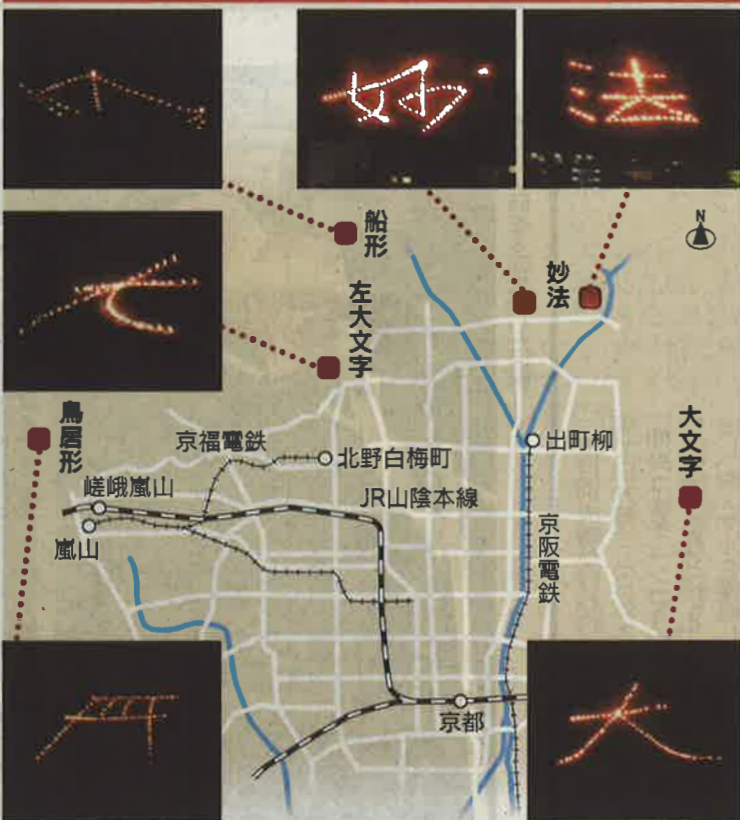 妙
法
N
船形
妙法
左大文字
鳥居形
京福電鉄
北野白梅町
出町柳
大文字
嵯峨嵐山
JR山陰本線
嵐山
京阪電鉄
京都
大